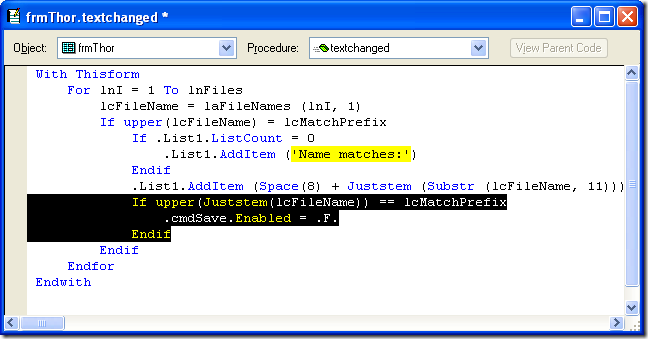 frmThor.textchanged *
Object: frmThor Procedure: textchanged View Parent Code
With Thisform
For lnI = 1 To lnFiles
lcFileName = laFileNames (lnI, 1)
If upper(lcFileName) = lcMatchPrefix
If .List1.ListCount = 0
.List1.AddItem ('Name matches:')
Endif
.List1.AddItem (Space(8) + Juststem (Substr (lcFileName, 11)))
If upper(Juststem(lcFileName)) == lcMatchPrefix
.cmdSave.Enabled = .F.
Endif
Endif
Endfor
Endwith